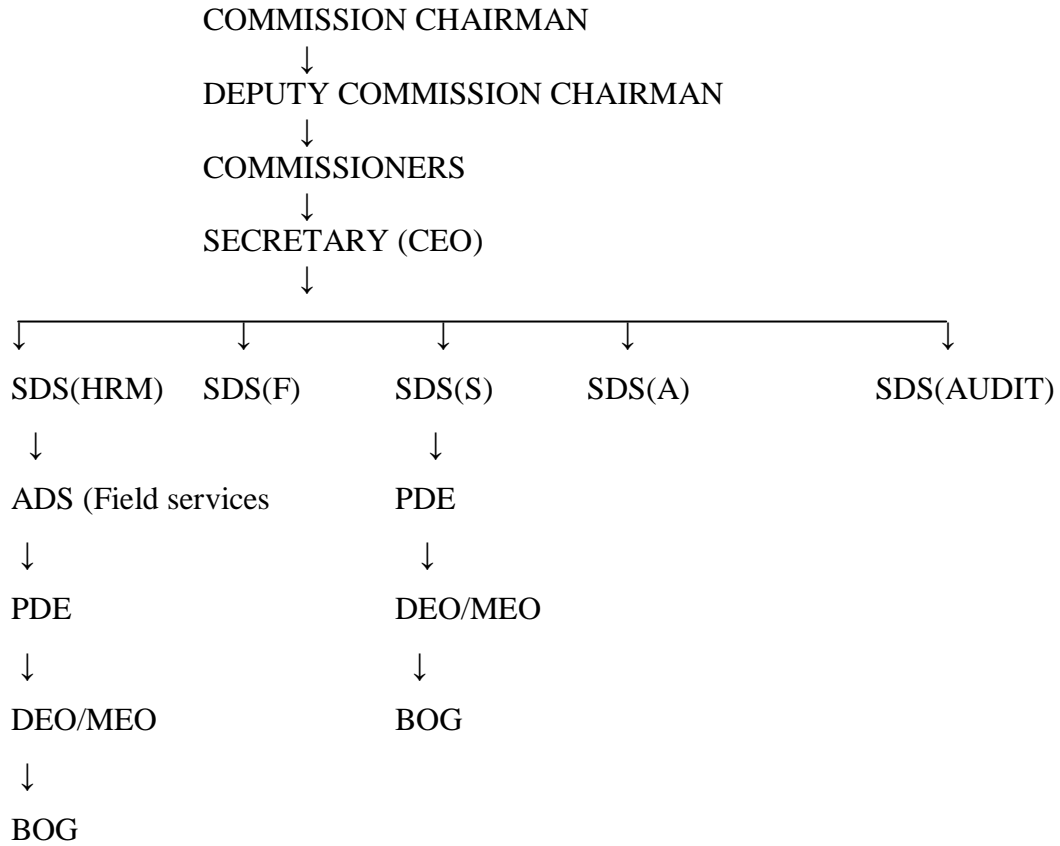 COMMISSION CHAIRMAN
↓
DEPUTY COMMISSION CHAIRMAN
↓
COMMISSIONERS
↓
SECRETARY (CEO)
↓
↓ ↓ ↓ ↓ ↓
SDS(HRM) SDS(F) SDS(S) SDS(A) SDS(AUDIT)
↓ ↓
ADS (Field services PDE
↓ ↓
PDE DEO/MEO
↓ ↓
DEO/MEO BOG
↓
BOG